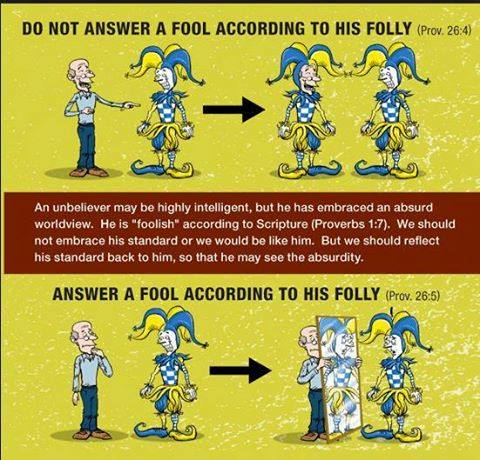 DO NOT ANSWER A FOOL ACCORDING TO HIS FOLLY (Prov. 26:4)
An unbeliever may be highly intelligent, but he has embraced an absurd
worldview. He is "foolish" according to Scripture (Proverbs 1:7). We should
not embrace his standard or we would be like him. But we should reflect
his standard back to him, so that he may see the absurdity.
ANSWER A FOOL ACCORDING TO HIS FOLLY (Prov. 26:5)